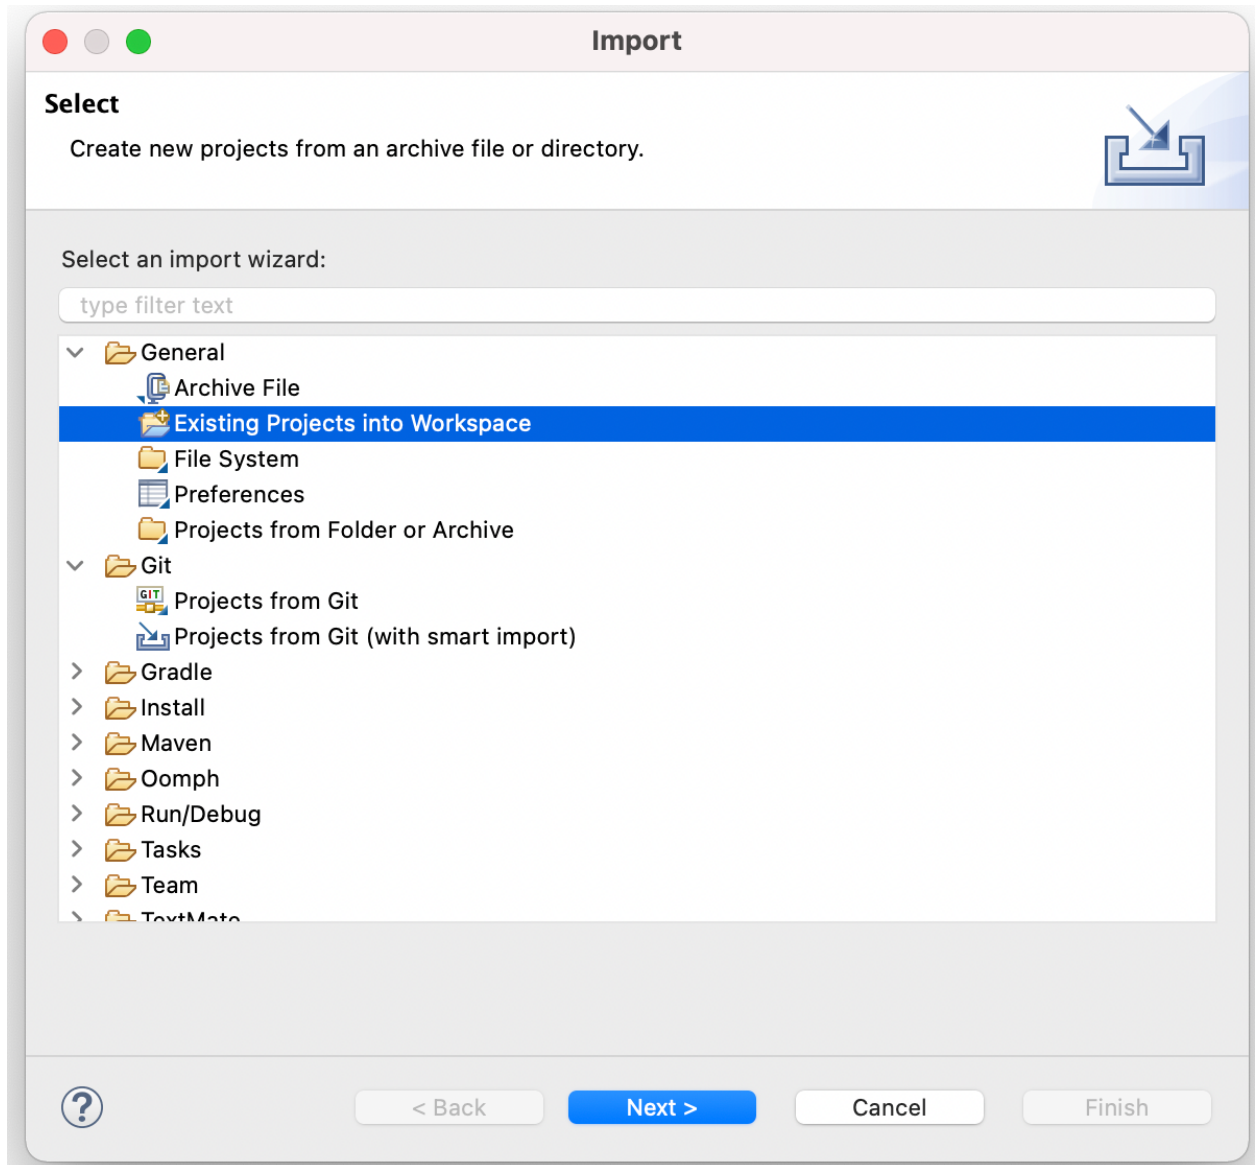 Import
Select
Create new projects from an archive file or directory.
Select an import wizard:
type filter text
General
Archive File
Existing Projects into Workspace
File System
Preferences
Projects from Folder or Archive
Git
GIT
Projects from Git
Projects from Git (with smart import)
Gradle
Install
Maven
Oomph
Run/Debug
Tasks
Team
TextMate
?
< Back
Next >
Cancel
Finish